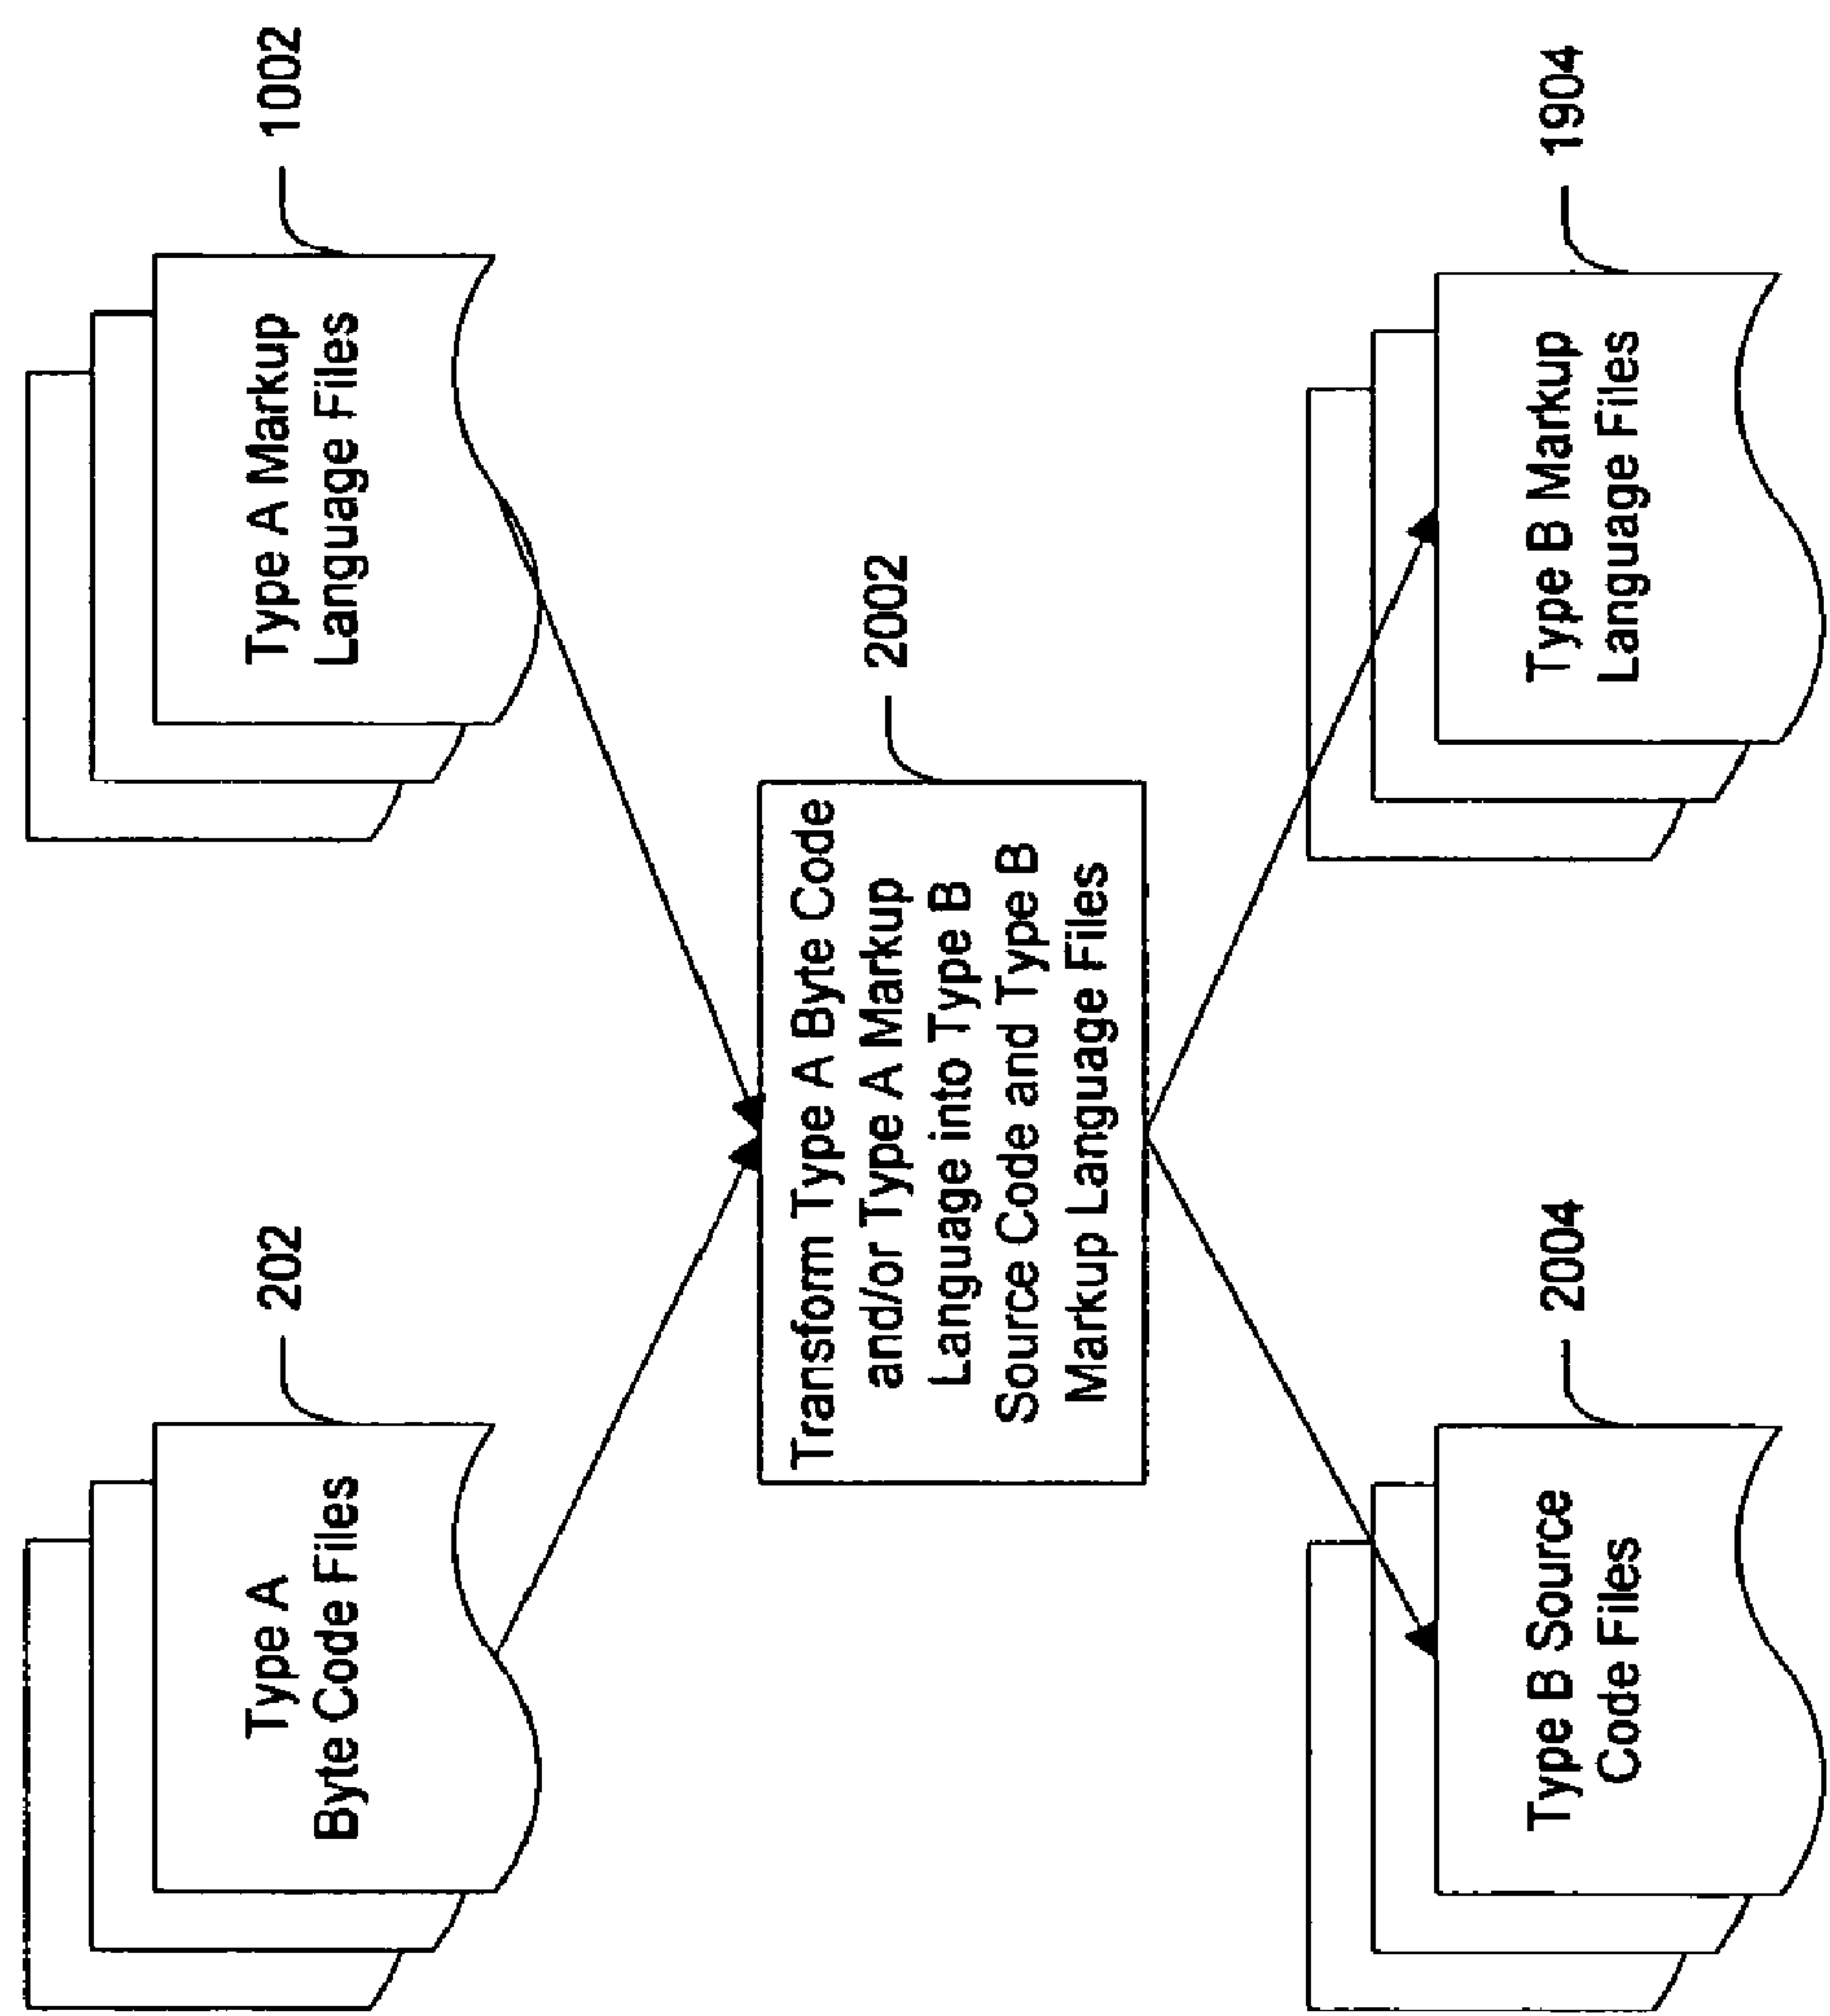 Type A
Byte Code Files
202
Type A Markup
Language Files
1002
Transform Type A Byte Code
and/or Type A Markup
Language into Type B
Source Code and Type B
Markup Language Files
2002
Type B Source
Code Files
2004
Type B Markup
Language Files
1904